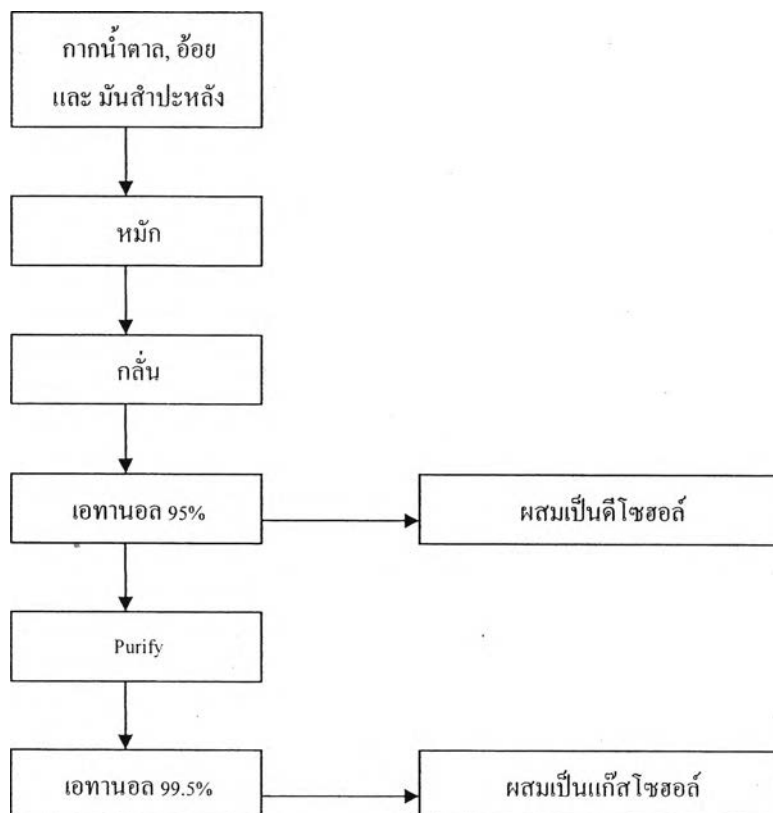 กากน้ำตาล, อ้อย
และ มันสำปะหลัง
หมัก
กลั่น
เอทานอล 95%
ผสมเป็นดีโซฮอล์
Purify
เอทานอล 99.5%
ผสมเป็นแก๊สโซฮอล์